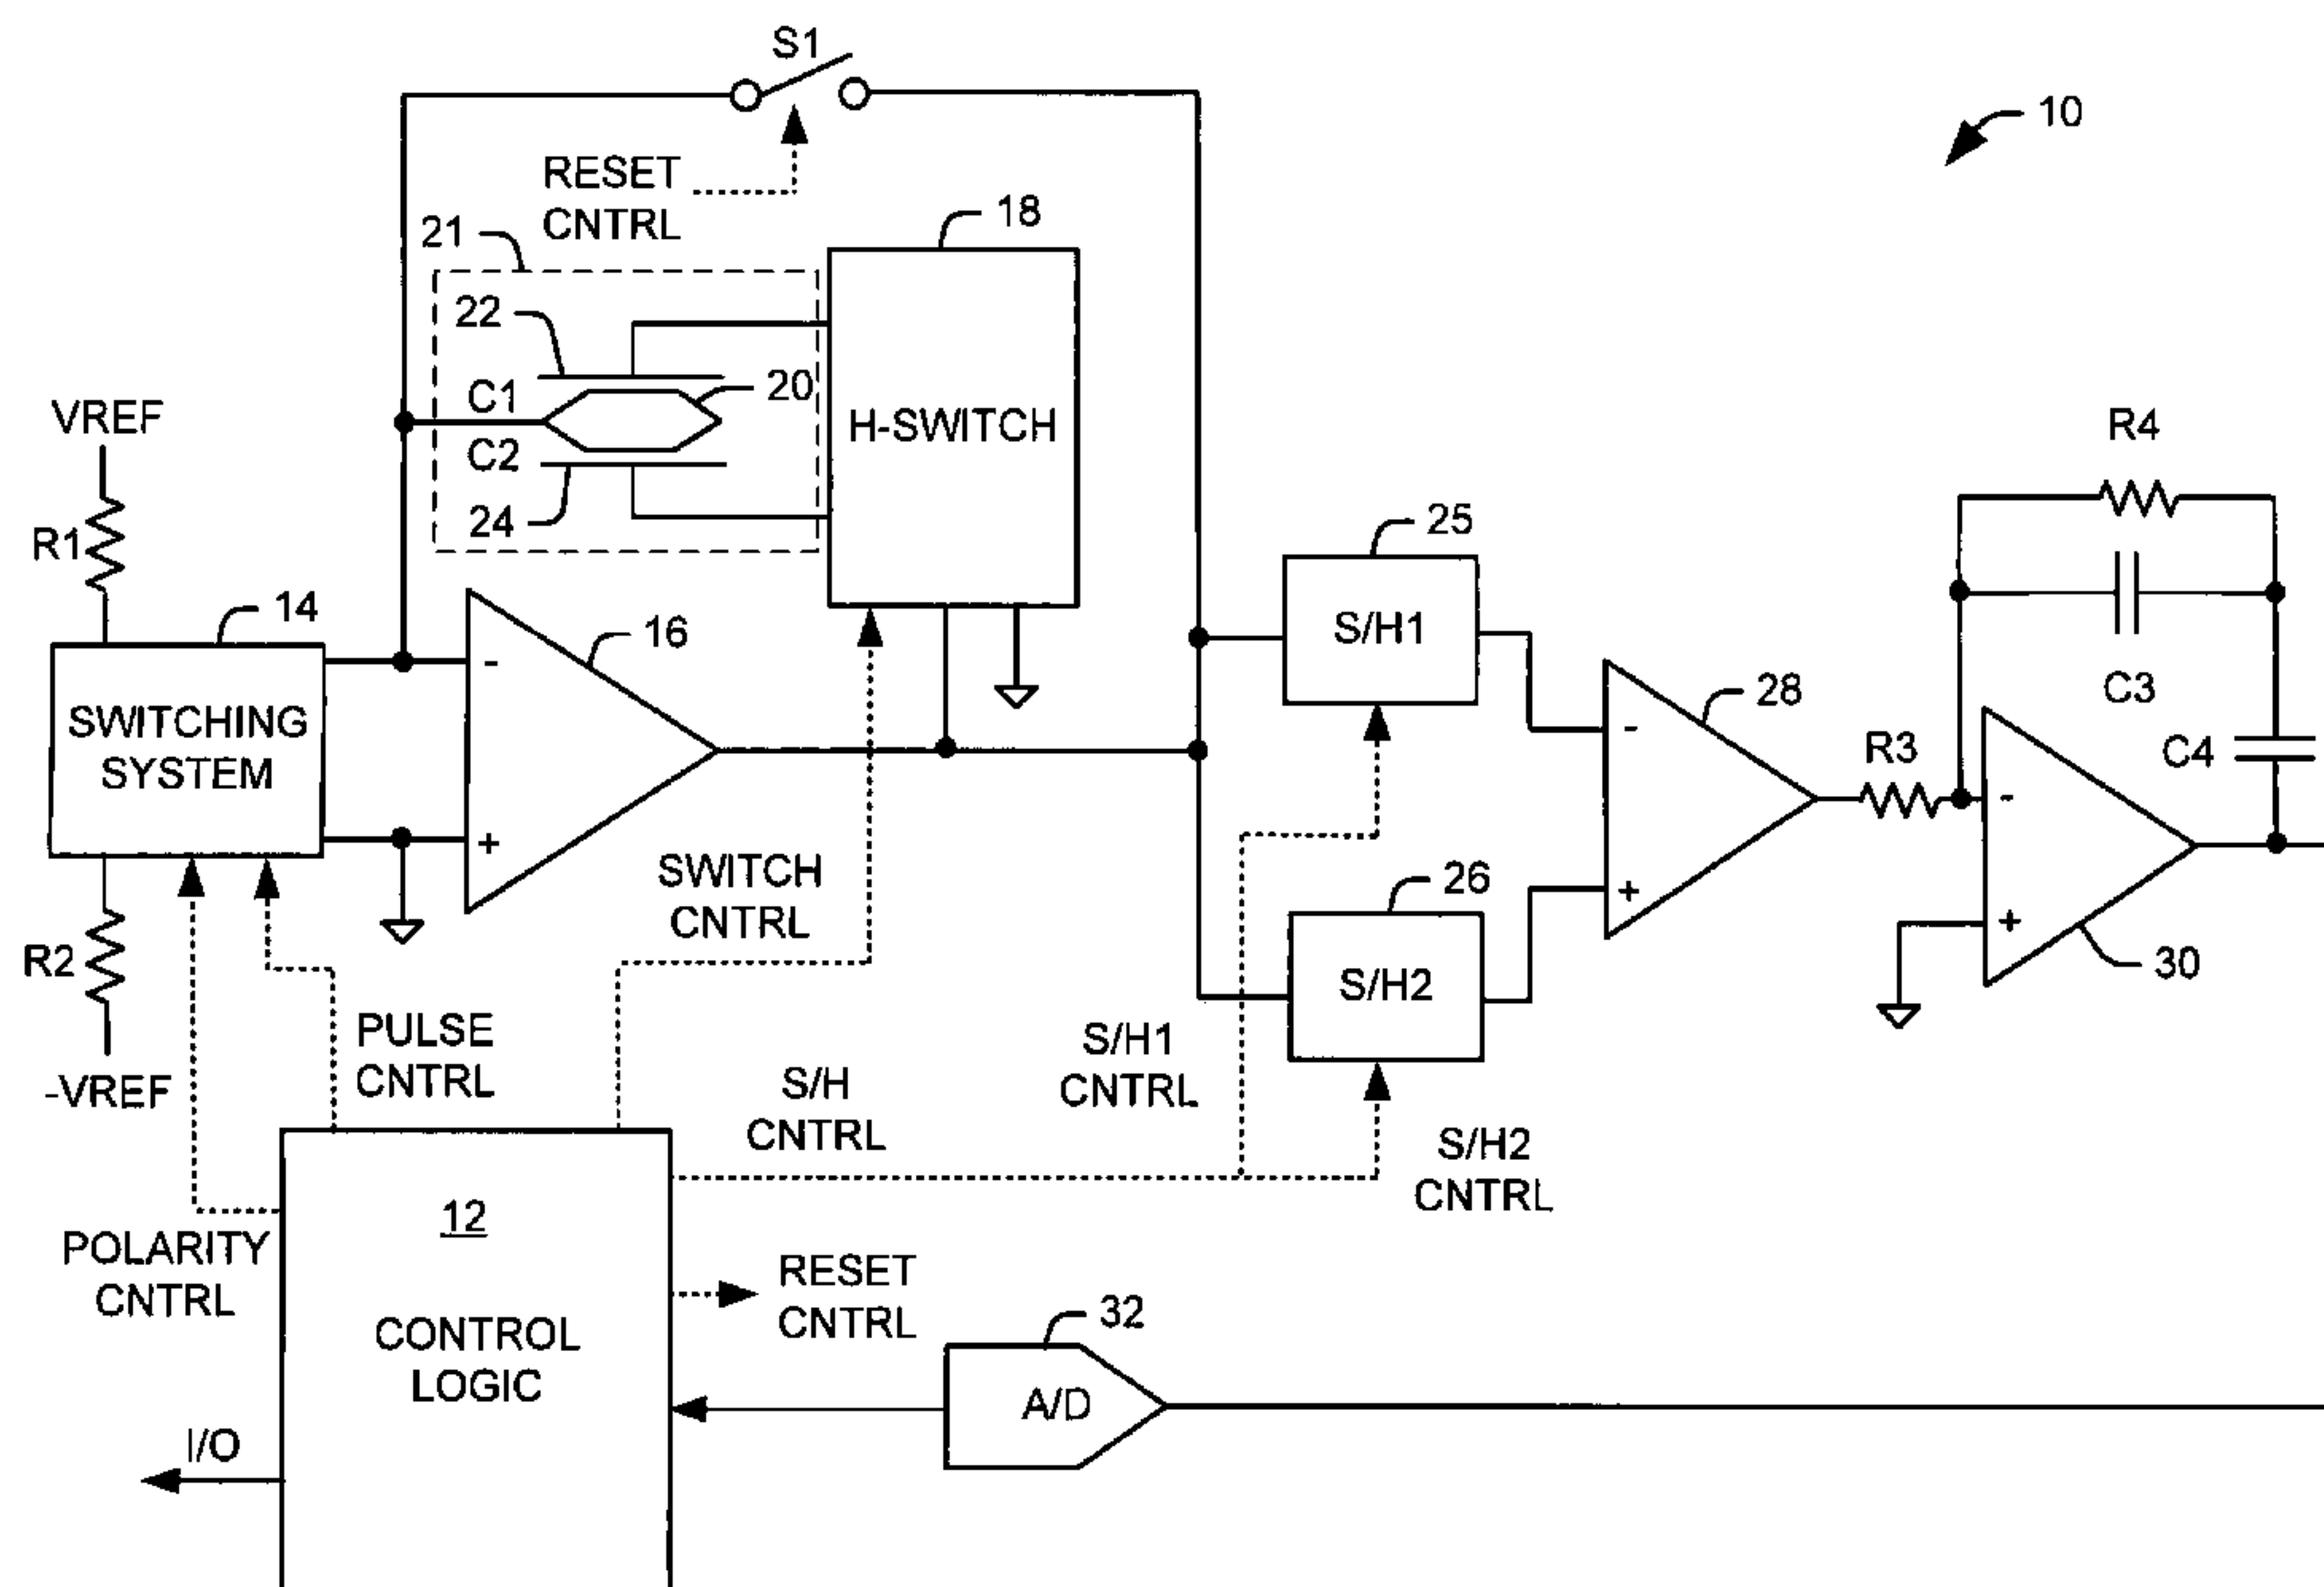 S1
10
RESET
CNTRL
18
21
22
C1
20
H-SWITCH
C2
24
VREF
R1
14
16
SWITCHING
SYSTEM
-
+
R2
-VREF
SWITCH
CNTRL
25
S/H1
26
S/H2
28
-
+
R3
R4
C3
C4
-
+
30
PULSE
CNTRL
S/H
CNTRL
S/H1
CNTRL
S/H2
CNTRL
POLARITY
CNTRL
12
CONTROL
LOGIC
RESET
CNTRL
32
A/D
I/O